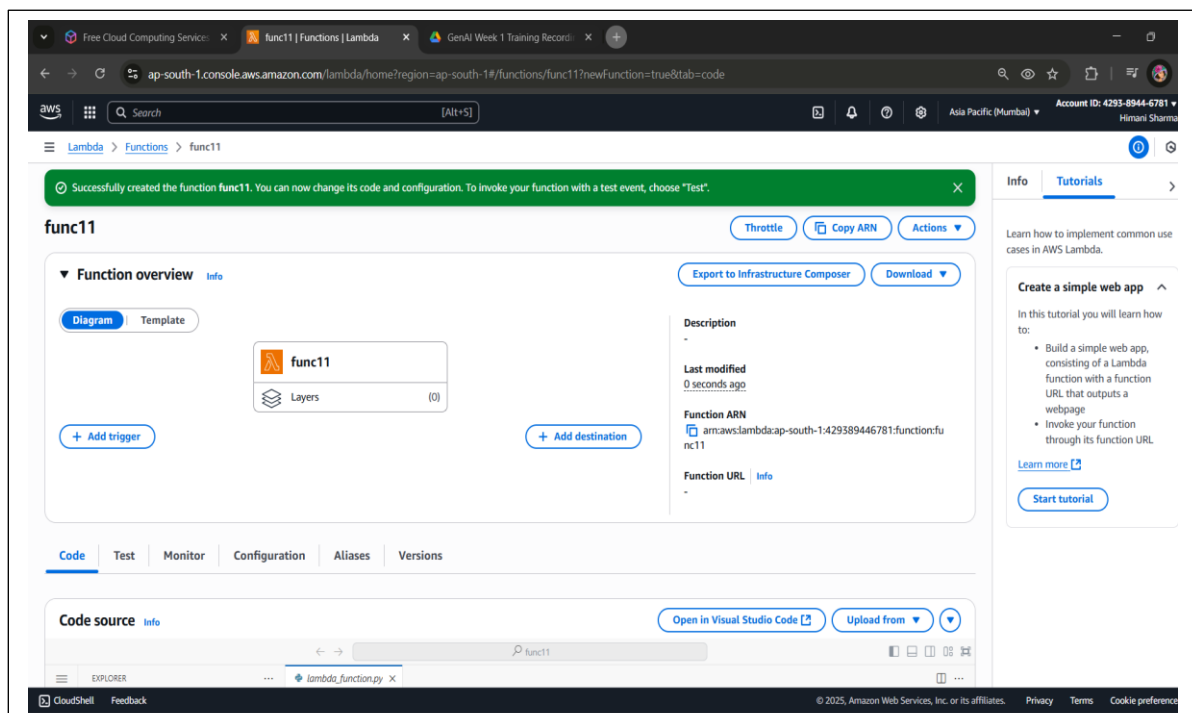 Free Cloud Computing Services
func11 | Functions | Lambda
GenAI Week 1 Training Recordi
ap-south-1.console.aws.amazon.com/lambda/home?region=ap-south-1#/functions/func11?newFunction=true&tab=code
aws
Search
[Alt+S]
Asia Pacific (Mumbai)
Account ID: 4293-8944-6781
Himani Sharma
Lambda > Functions > func11
Successfully created the function func11. You can now change its code and configuration. To invoke your function with a test event, choose "Test".
func11
Throttle
Copy ARN
Actions
Function overview Info
Export to Infrastructure Composer
Download
Diagram
Template
func11
Layers
(0)
+ Add trigger
+ Add destination
Description
-
Last modified
0 seconds ago
Function ARN
arn:aws:lambda:ap-south-1:429389446781:function:fu
nc11
Function URL Info
-
Code
Test
Monitor
Configuration
Aliases
Versions
Code source Info
Open in Visual Studio Code
Upload from
func11
EXPLORER
...
lambda_function.py
...
Info
Tutorials
Learn how to implement common use
cases in AWS Lambda.
Create a simple web app
In this tutorial you will learn how
to:
• Build a simple web app,
consisting of a Lambda
function with a function
URL that outputs a
webpage
• Invoke your function
through its function URL
Learn more
Start tutorial
CloudShell
Feedback
© 2025, Amazon Web Services, Inc. or its affiliates.
Privacy
Terms
Cookie preference